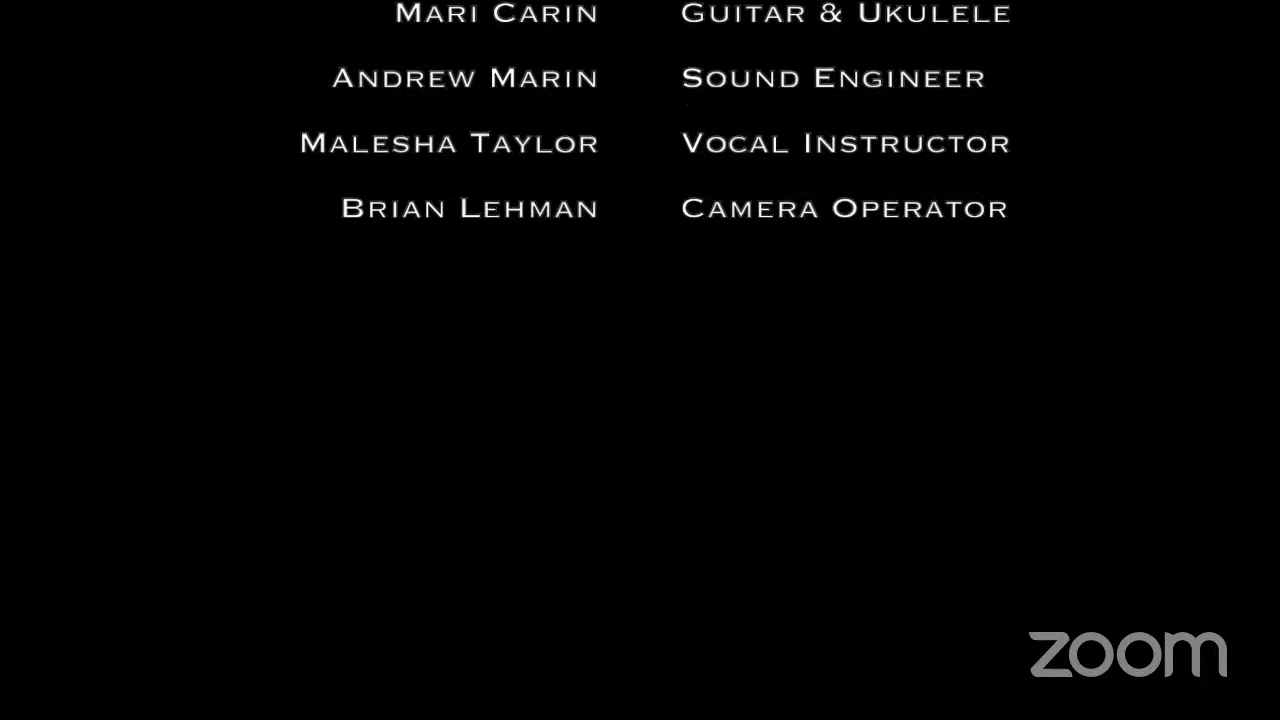 Mari Carin Guitar & Ukulele
Andrew Marin Sound Engineer
Malesha Taylor Vocal Instructor
Brian Lehman Camera Operator
zoom